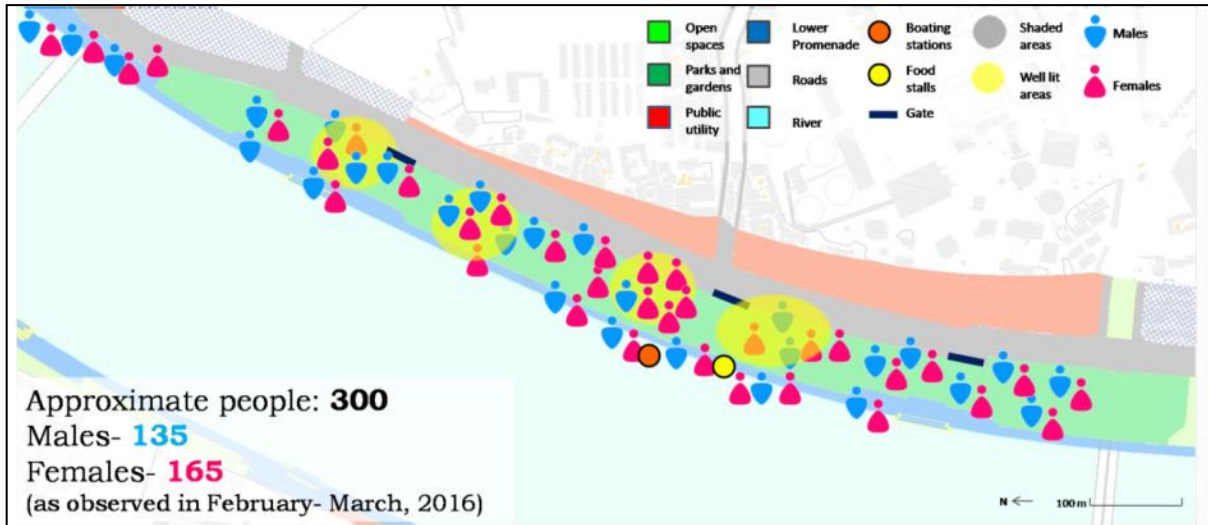 Open
spaces
Parks and
gardens
Public
utility
Lower
Promenade
Roads
River
Boating
stations
Food
stalls
Gate
Shaded
areas
Well lit
areas
Males
Females
Approximate people: 300
Males- 135
Females- 165
(as observed in February- March, 2016)
N
100 m